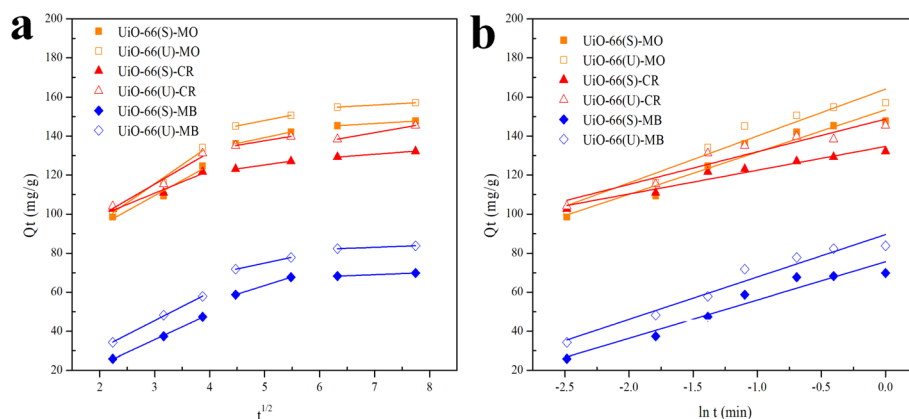 a
200
180
160
140
120
100
80
60
40
20
Qt (mg/g)
2 3 4 5 6 7 8
t^1/2
UiO-66(S)-MO
UiO-66(U)-MO
UiO-66(S)-CR
UiO-66(U)-CR
UiO-66(S)-MB
UiO-66(U)-MB
b
200
180
160
140
120
100
80
60
40
20
Qt (mg/g)
-2.5 -2.0 -1.5 -1.0 -0.5 0.0
ln t (min)
UiO-66(S)-MO
UiO-66(U)-MO
UiO-66(S)-CR
UiO-66(U)-CR
UiO-66(S)-MB
UiO-66(U)-MB